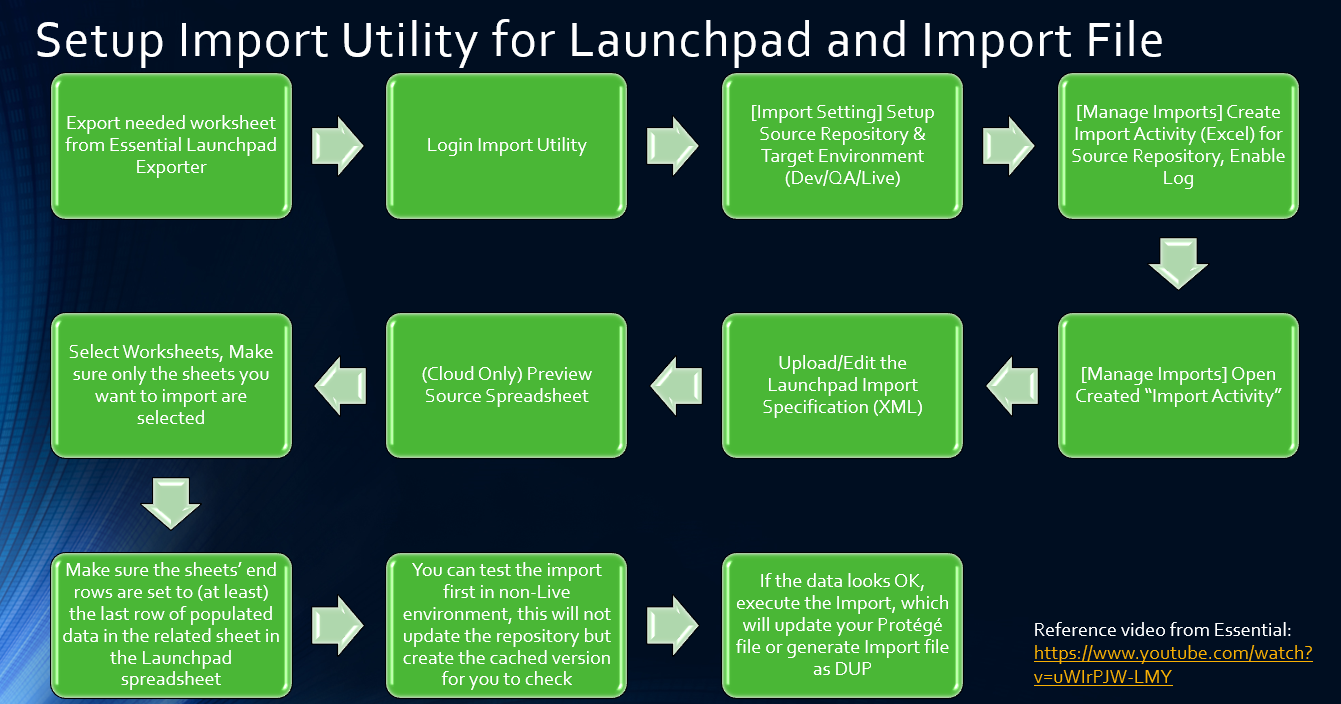 Setup Import Utility for Launchpad and Import File
Export needed worksheet
from Essential Launchpad
Exporter
Login Import Utility
[Import Setting] Setup
Source Repository &
Target Environment
(Dev/QA/Live)
[Manage Imports] Create
Import Activity (Excel) for
Source Repository, Enable
Log
[Manage Imports] Open
Created “Import Activity”
Upload/Edit the
Launchpad Import
Specification (XML)
(Cloud Only) Preview
Source Spreadsheet
Select Worksheets, Make
sure only the sheets you
want to import are
selected
Make sure the sheets’ end
rows are set to (at least)
the last row of populated
data in the related sheet in
the Launchpad
spreadsheet
You can test the import
first in non-Live
environment, this will not
update the repository but
create the cached version
for you to check
If the data looks OK,
execute the Import, which
will update your Protégé
file or generate Import file
as DUP
Reference video from Essential:
https://www.youtube.com/watch?
v=uWIrPJW-LMY